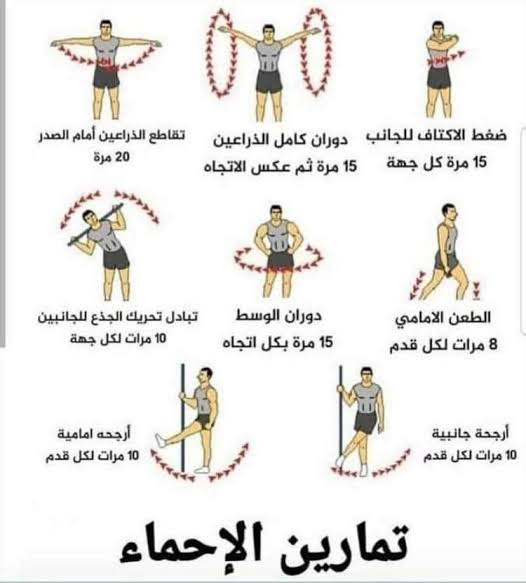 ضغط الاكتاف للجانب
15 مرة كل جهة
دوران كامل الذراعين
15 مرة ثم عكس الاتجاه
تقاطع الذراعين أمام الصدر
20 مرة
الطعن الامامي
8 مرات لكل قدم
دوران الوسط
15 مرة بكل اتجاه
تبادل تحريك الجذع للجانبين
10 مرات لكل جهة
أرجحة جانبية
10 مرات لكل قدم
أرجحه امامية
10 مرات لكل قدم
تمارين الإحماء